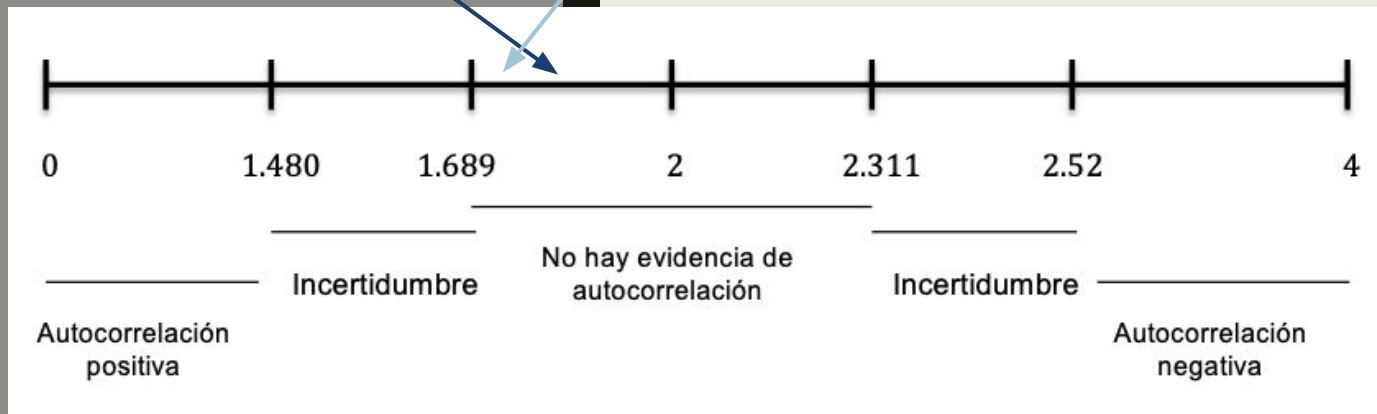 0 1.480 1.689 2 2.311 2.52 4
No hay evidencia de
autocorrelación
Incertidumbre
Incertidumbre
Autocorrelación
positiva
Autocorrelación
negativa